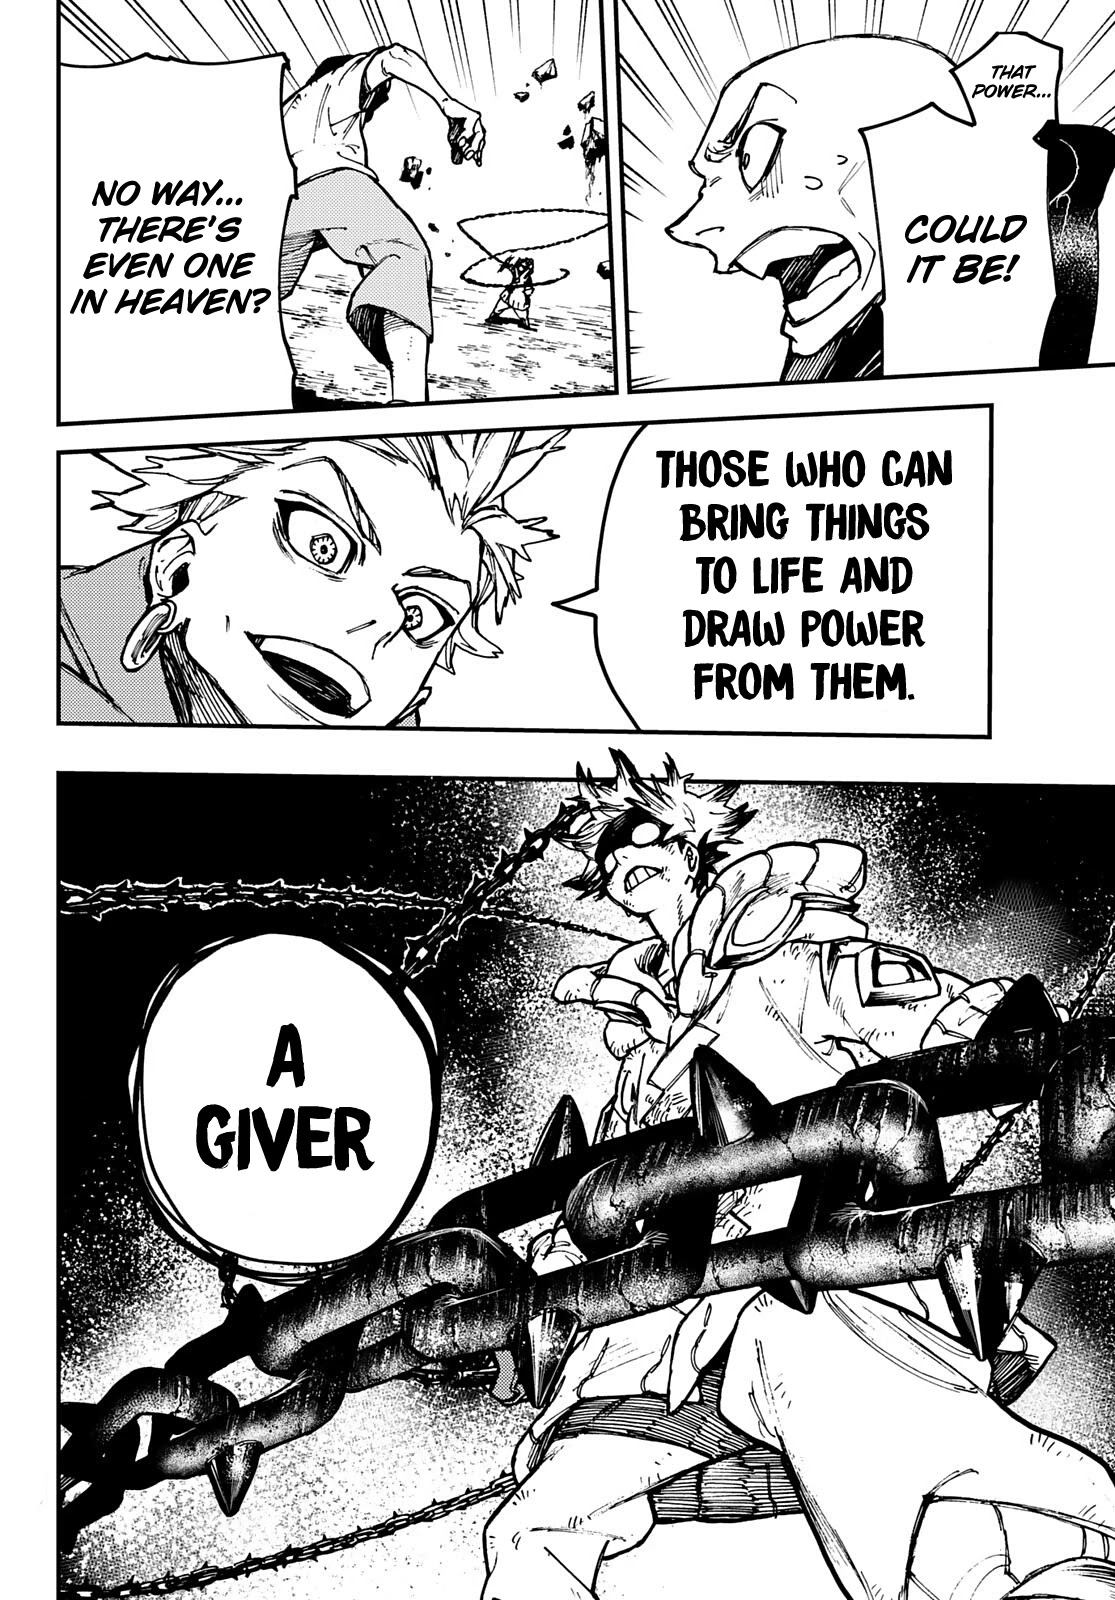 THAT
POWER...
COULD
IT BE!
NO WAY...
THERE'S
EVEN ONE
IN HEAVEN?
THOSE WHO CAN
BRING THINGS
TO LIFE AND
DRAW POWER
FROM THEM.
A
GIVER